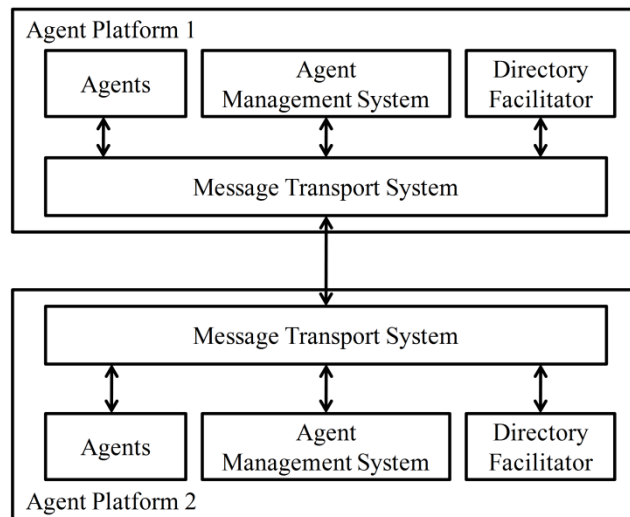 Agent Platform 1
Agents
Agent
Management System
Directory
Facilitator
Message Transport System
Message Transport System
Agents
Agent
Management System
Directory
Facilitator
Agent Platform 2